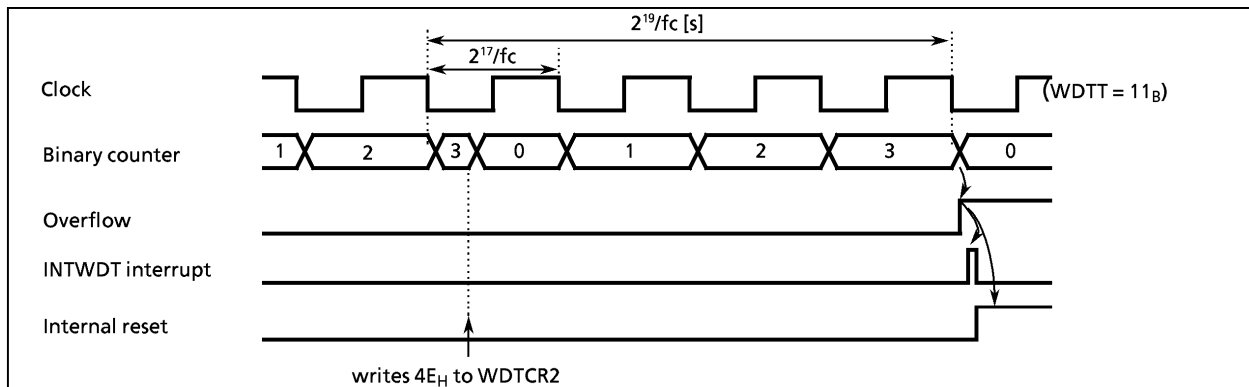 2¹⁹/fc [s]
2¹⁷/fc
Clock
(WDTT = 11B)
Binary counter
1 2 3 0 1 2 3 0
Overflow
INTWDT interrupt
Internal reset
writes 4EH to WDTCR2